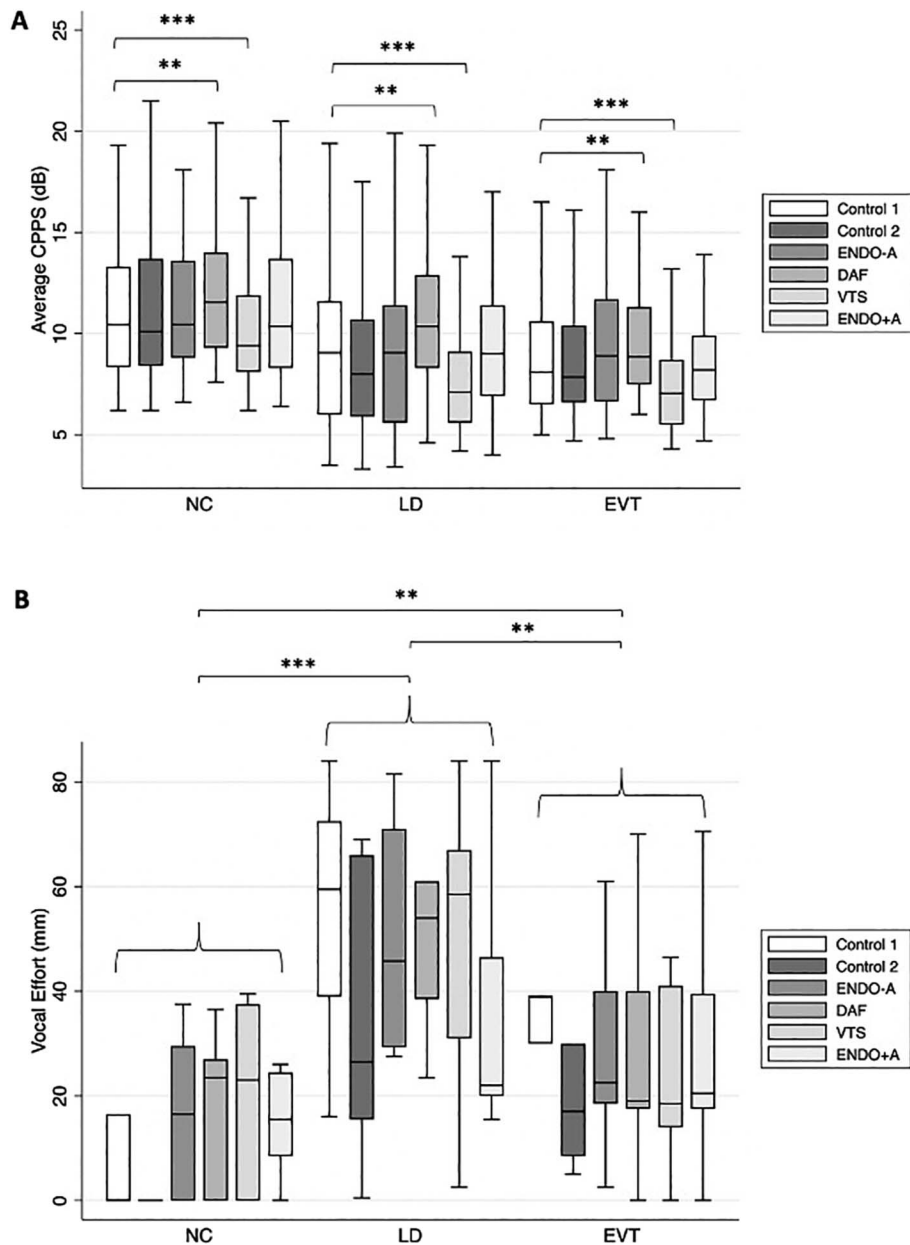 A
Average CPPS (dB)
25
20
15
10
5
***
**
***
**
***
**
NC
LD
EVT
Control 1
Control 2
ENDO-A
DAF
VTS
ENDO+A
B
Vocal Effort (mm)
80
60
40
20
0
**
**
***
NC
LD
EVT
Control 1
Control 2
ENDO-A
DAF
VTS
ENDO+A